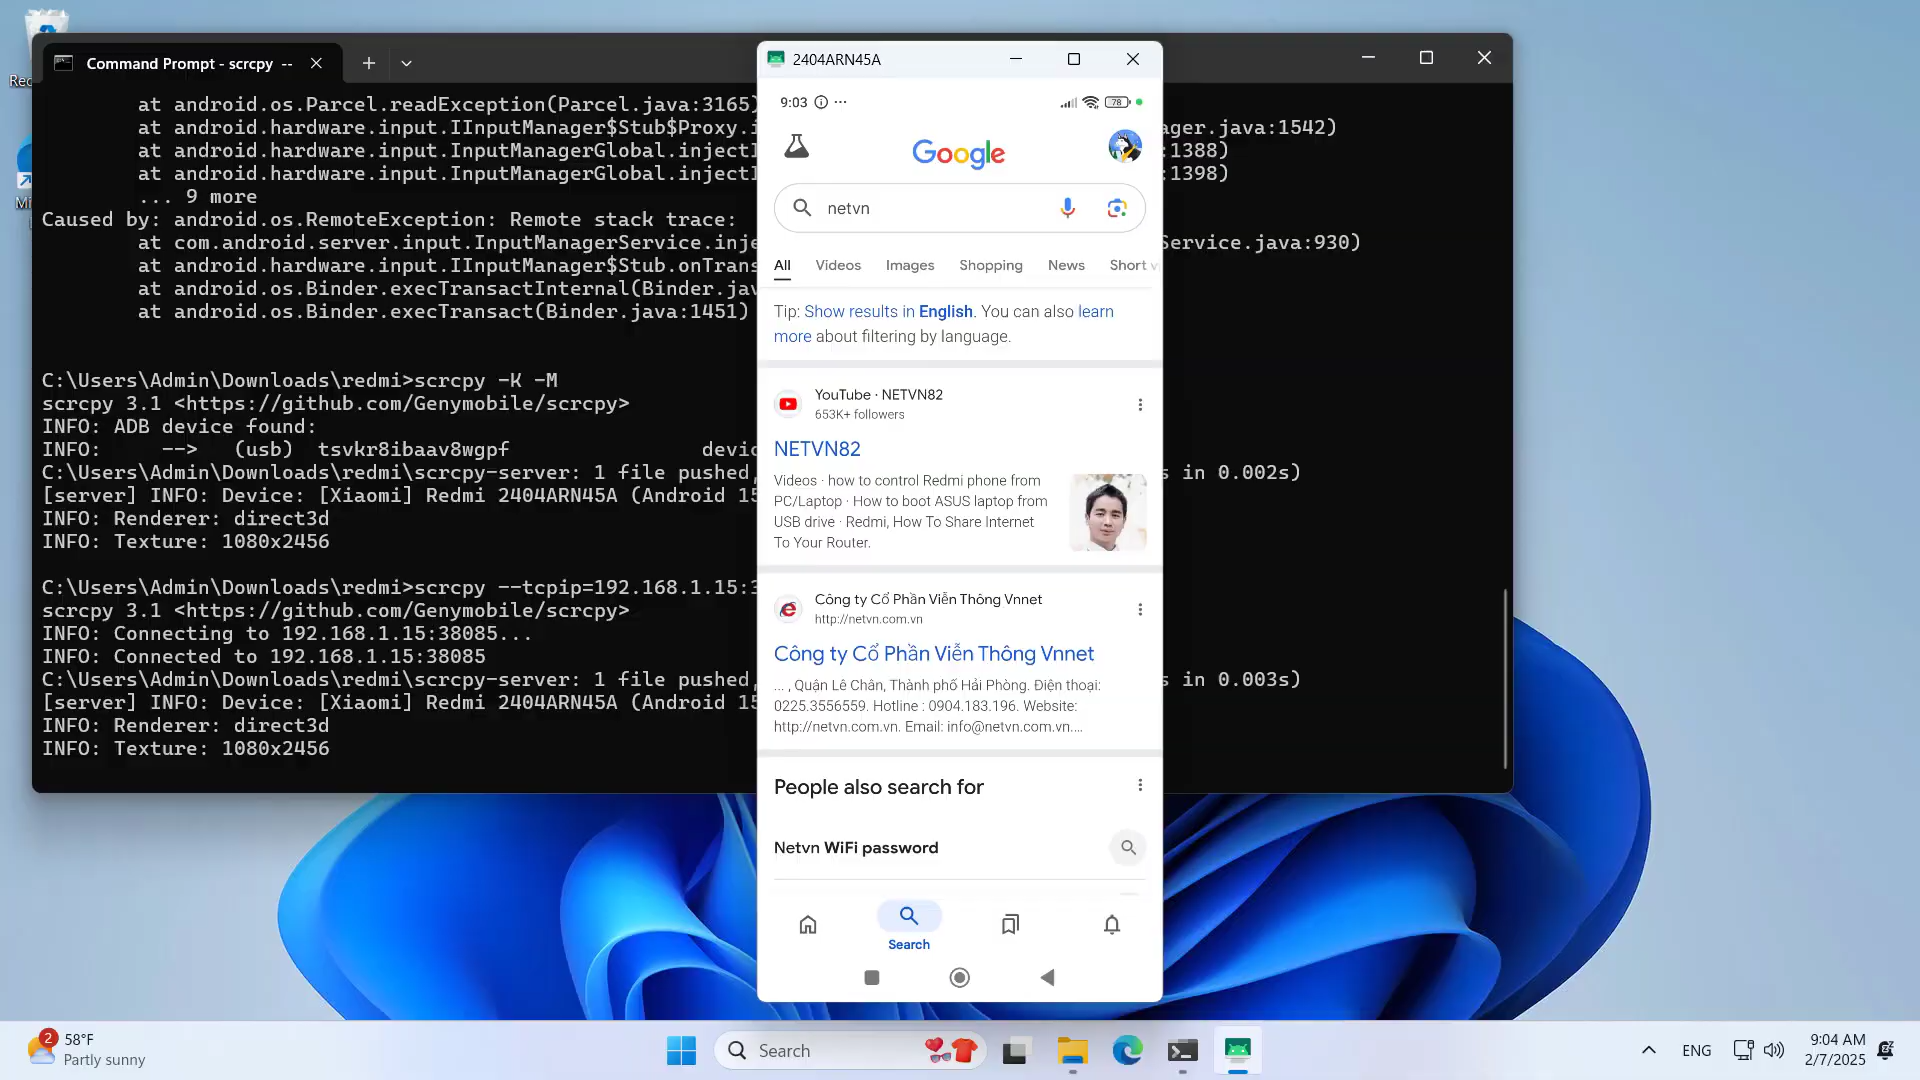 Command Prompt - scrcpy --
at android.os.Parcel.readException(Parcel.java:3165)
at android.hardware.input.IInputManager$Stub$Proxy.i
ager.java:1542)
at android.hardware.input.InputManagerGlobal.injectI
:1388)
at android.hardware.input.InputManagerGlobal.injectI
:1398)
... 9 more
Caused by: android.os.RemoteException: Remote stack trace:
at com.android.server.input.InputManagerService.inje
Service.java:930)
at android.hardware.input.IInputManager$Stub.onTrans
at android.os.Binder.execTransactInternal(Binder.jav
at android.os.Binder.execTransact(Binder.java:1451)
C:\Users\Admin\Downloads\redmi>scrcpy -K -M
scrcpy 3.1 <https://github.com/Genymobile/scrcpy>
INFO: ADB device found:
INFO: --> (usb) tsvkr8ibaav8wgpf devic
C:\Users\Admin\Downloads\redmi\scrcpy-server: 1 file pushed,
s in 0.002s)
[server] INFO: Device: [Xiaomi] Redmi 2404ARN45A (Android 15
INFO: Renderer: direct3d
INFO: Texture: 1080x2456
C:\Users\Admin\Downloads\redmi>scrcpy --tcpip=192.168.1.15:3
scrcpy 3.1 <https://github.com/Genymobile/scrcpy>
INFO: Connecting to 192.168.1.15:38085...
INFO: Connected to 192.168.1.15:38085
C:\Users\Admin\Downloads\redmi\scrcpy-server: 1 file pushed,
s in 0.003s)
[server] INFO: Device: [Xiaomi] Redmi 2404ARN45A (Android 15
INFO: Renderer: direct3d
INFO: Texture: 1080x2456
2404ARN45A
9:03 78
Google
netvn
All Videos Images Shopping News Short v
Tip: Show results in English. You can also learn
more about filtering by language.
YouTube · NETVN82
653K+ followers
NETVN82
Videos · how to control Redmi phone from
PC/Laptop · How to boot ASUS laptop from
USB drive · Redmi, How To Share Internet
To Your Router.
Công ty Cổ Phần Viễn Thông Vnnet
http://netvn.com.vn
Công ty Cổ Phần Viễn Thông Vnnet
... , Quận Lê Chân, Thành phố Hải Phòng. Điện thoại:
0225.3556559. Hotline : 0904.183.196. Website:
http://netvn.com.vn. Email: info@netvn.com.vn....
People also search for
Netvn WiFi password
Search
Rec
Mi
2
58°F
Partly sunny
Search
ENG
9:04 AM
2/7/2025